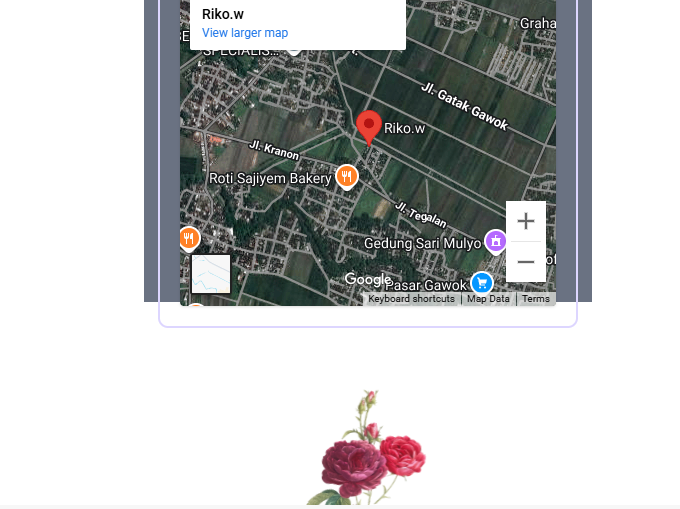 Riko.w
View larger map
Graha
SPECIALIS...
Jl. Gatak Gawok
Riko.w
Jl. Kranon
Roti Sajiyem Bakery
Jl. Tegalan
Gedung Sari Mulyo
Google
Pasar Gawok
Keyboard shortcuts
Map Data
Terms